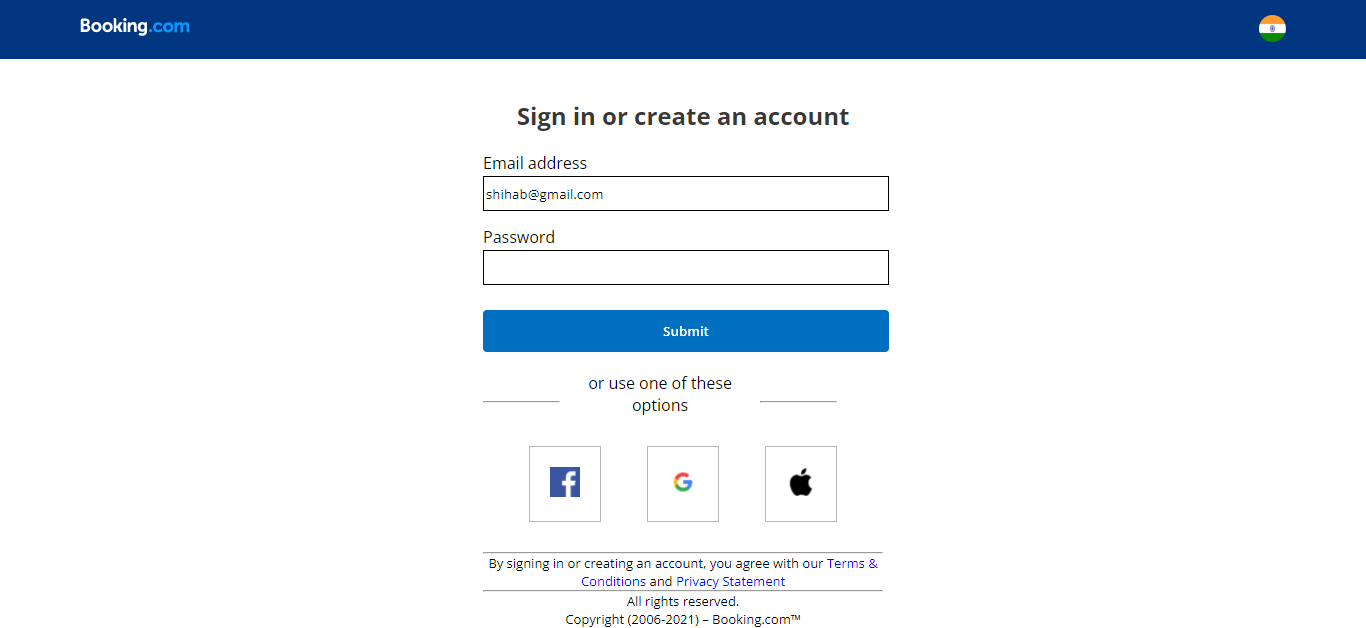 Booking.com
Sign in or create an account
Email address
shihab@gmail.com
Password
Submit
or use one of these
options
By signing in or creating an account, you agree with our Terms &
Conditions and Privacy Statement
All rights reserved.
Copyright (2006-2021) – Booking.com™